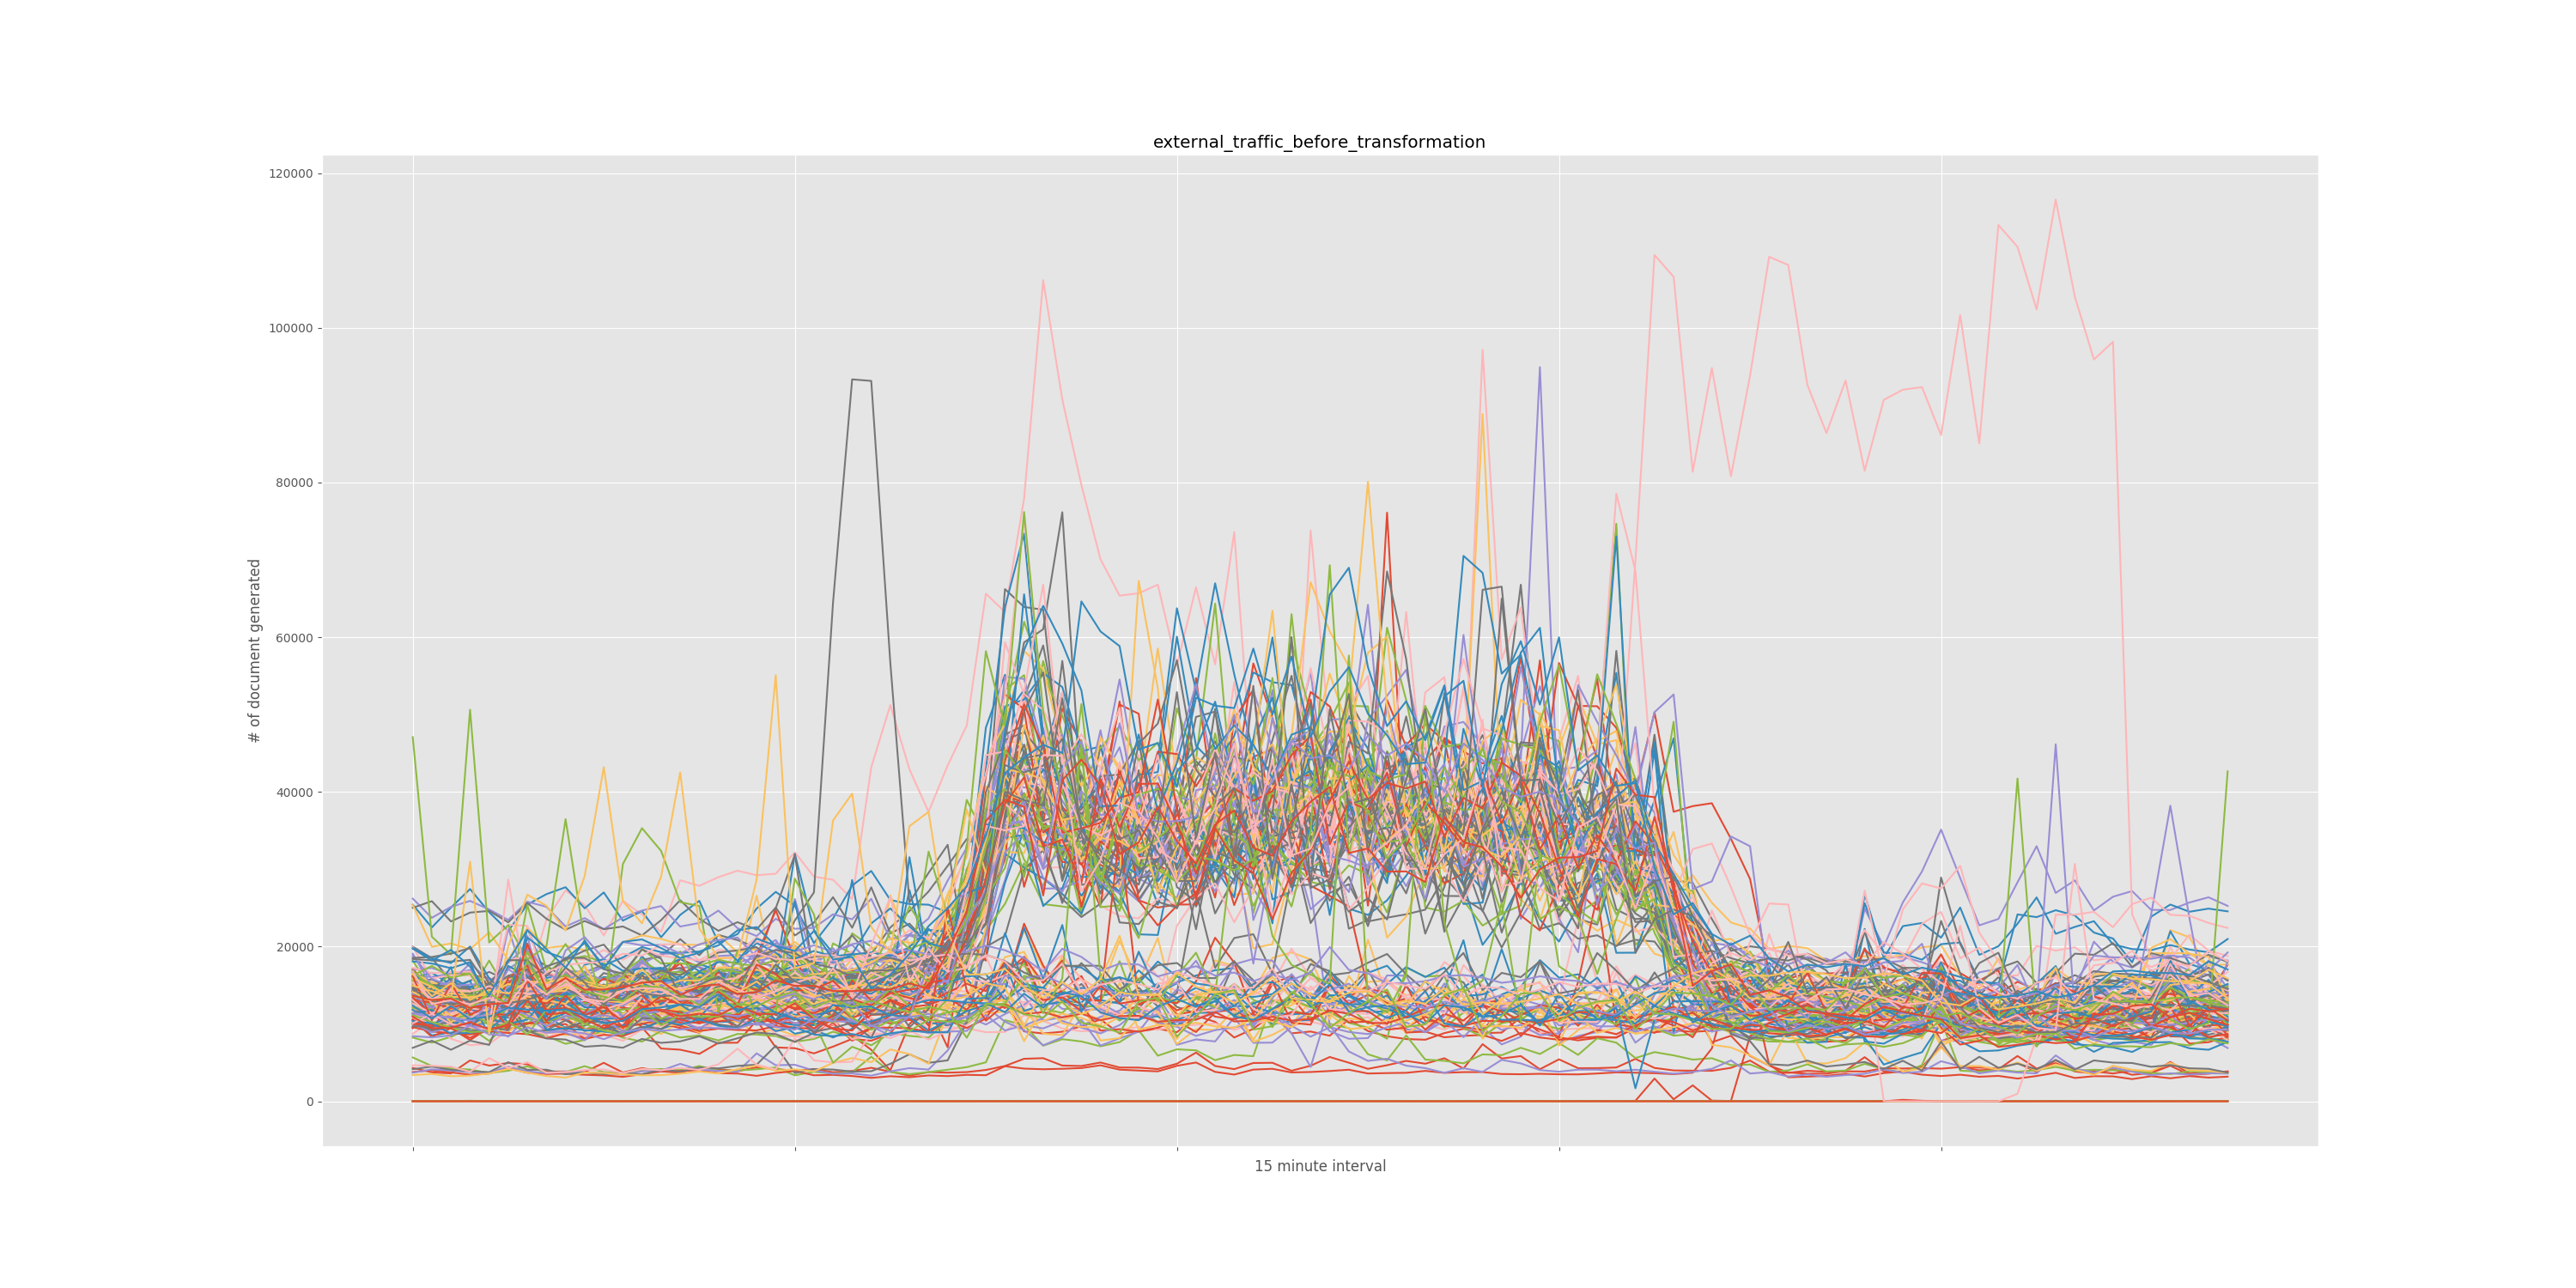 external_traffic_before_transformation
120000
100000
80000
60000
40000
20000
0
# of document generated
15 minute interval